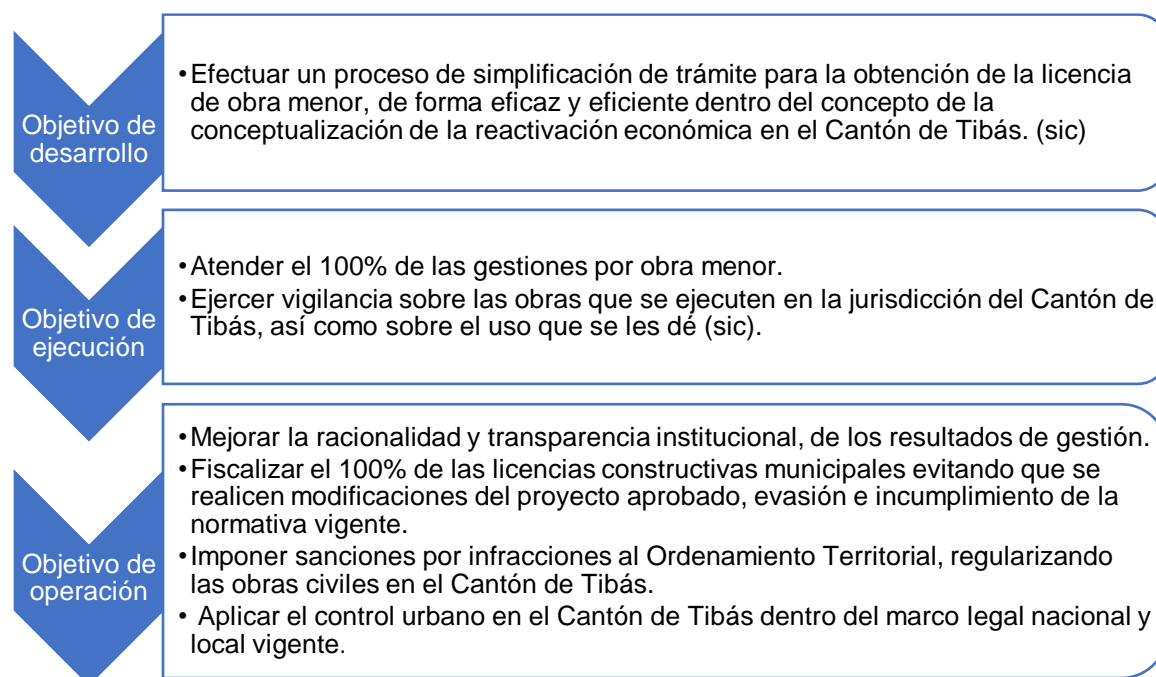 Objetivo de
desarrollo
•Efectuar un proceso de simplificación de trámite para la obtención de la licencia
de obra menor, de forma eficaz y eficiente dentro del concepto de la
conceptualización de la reactivación económica en el Cantón de Tibás. (sic)
Objetivo de
ejecución
•Atender el 100% de las gestiones por obra menor.
•Ejercer vigilancia sobre las obras que se ejecuten en la jurisdicción del Cantón de
Tibás, así como sobre el uso que se les dé (sic).
Objetivo de
operación
•Mejorar la racionalidad y transparencia institucional, de los resultados de gestión.
•Fiscalizar el 100% de las licencias constructivas municipales evitando que se
realicen modificaciones del proyecto aprobado, evasión e incumplimiento de la
normativa vigente.
•Imponer sanciones por infracciones al Ordenamiento Territorial, regularizando
las obras civiles en el Cantón de Tibás.
• Aplicar el control urbano en el Cantón de Tibás dentro del marco legal nacional y
local vigente.